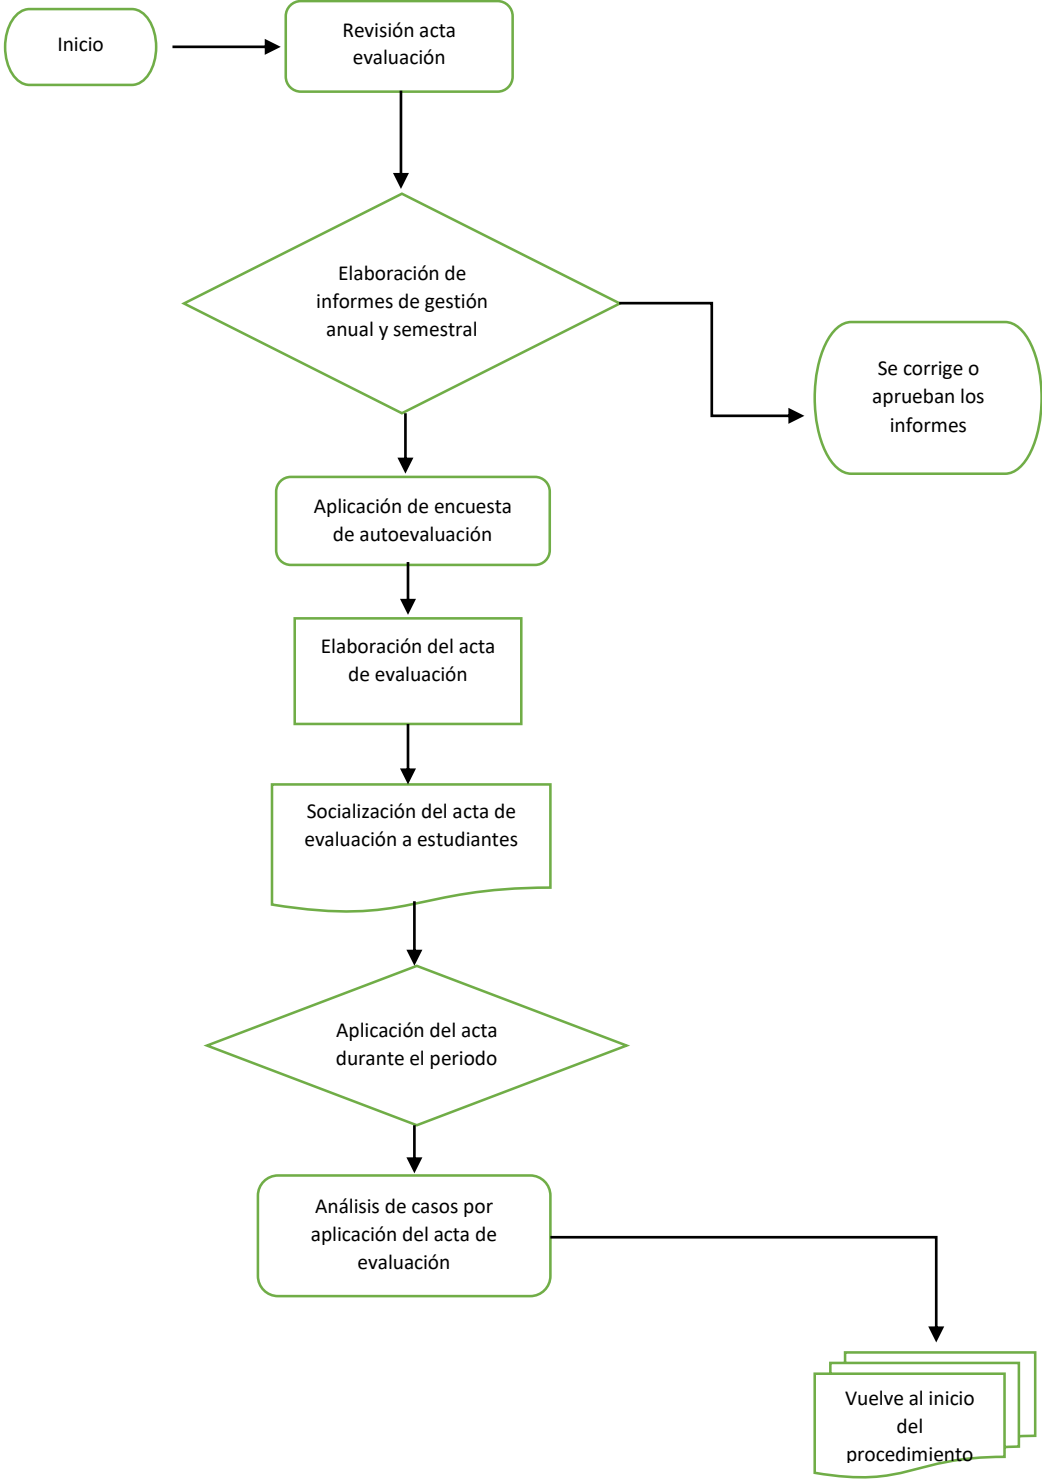 Inicio
Revisión acta
evaluación
Elaboración de
informes de gestión
anual y semestral
Se corrige o
aprueban los
informes
Aplicación de encuesta
de autoevaluación
Elaboración del acta
de evaluación
Socialización del acta de
evaluación a estudiantes
Aplicación del acta
durante el periodo
Análisis de casos por
aplicación del acta de
evaluación
Vuelve al inicio
del
procedimiento